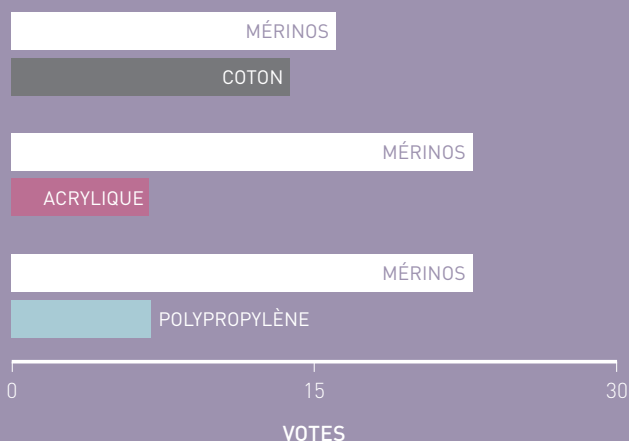 MÉRINOS
COTON
MÉRINOS
ACRYLIQUE
MÉRINOS
POLYPROPYLÈNE
0 15 30
VOTES